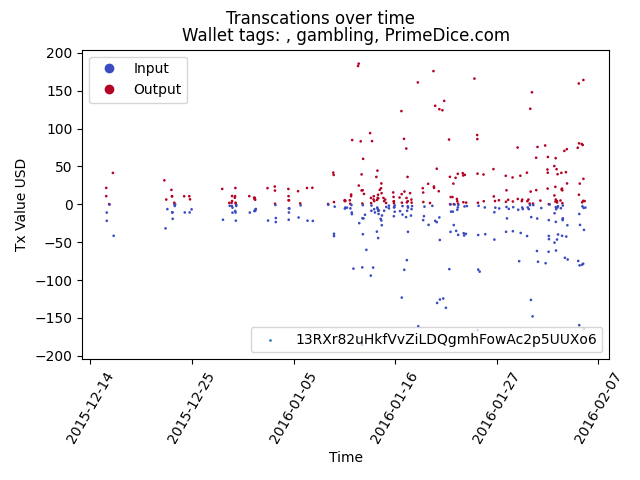 Transcations over time
Wallet tags: , gambling, PrimeDice.com
Input
Output
200
150
100
50
0
−50
−100
−150
−200
Tx Value USD
13RXr82uHkfVvZiLDQgmhFowAc2p5UUXo6
2015-12-14
2015-12-25
2016-01-05
2016-01-16
2016-01-27
2016-02-07
Time